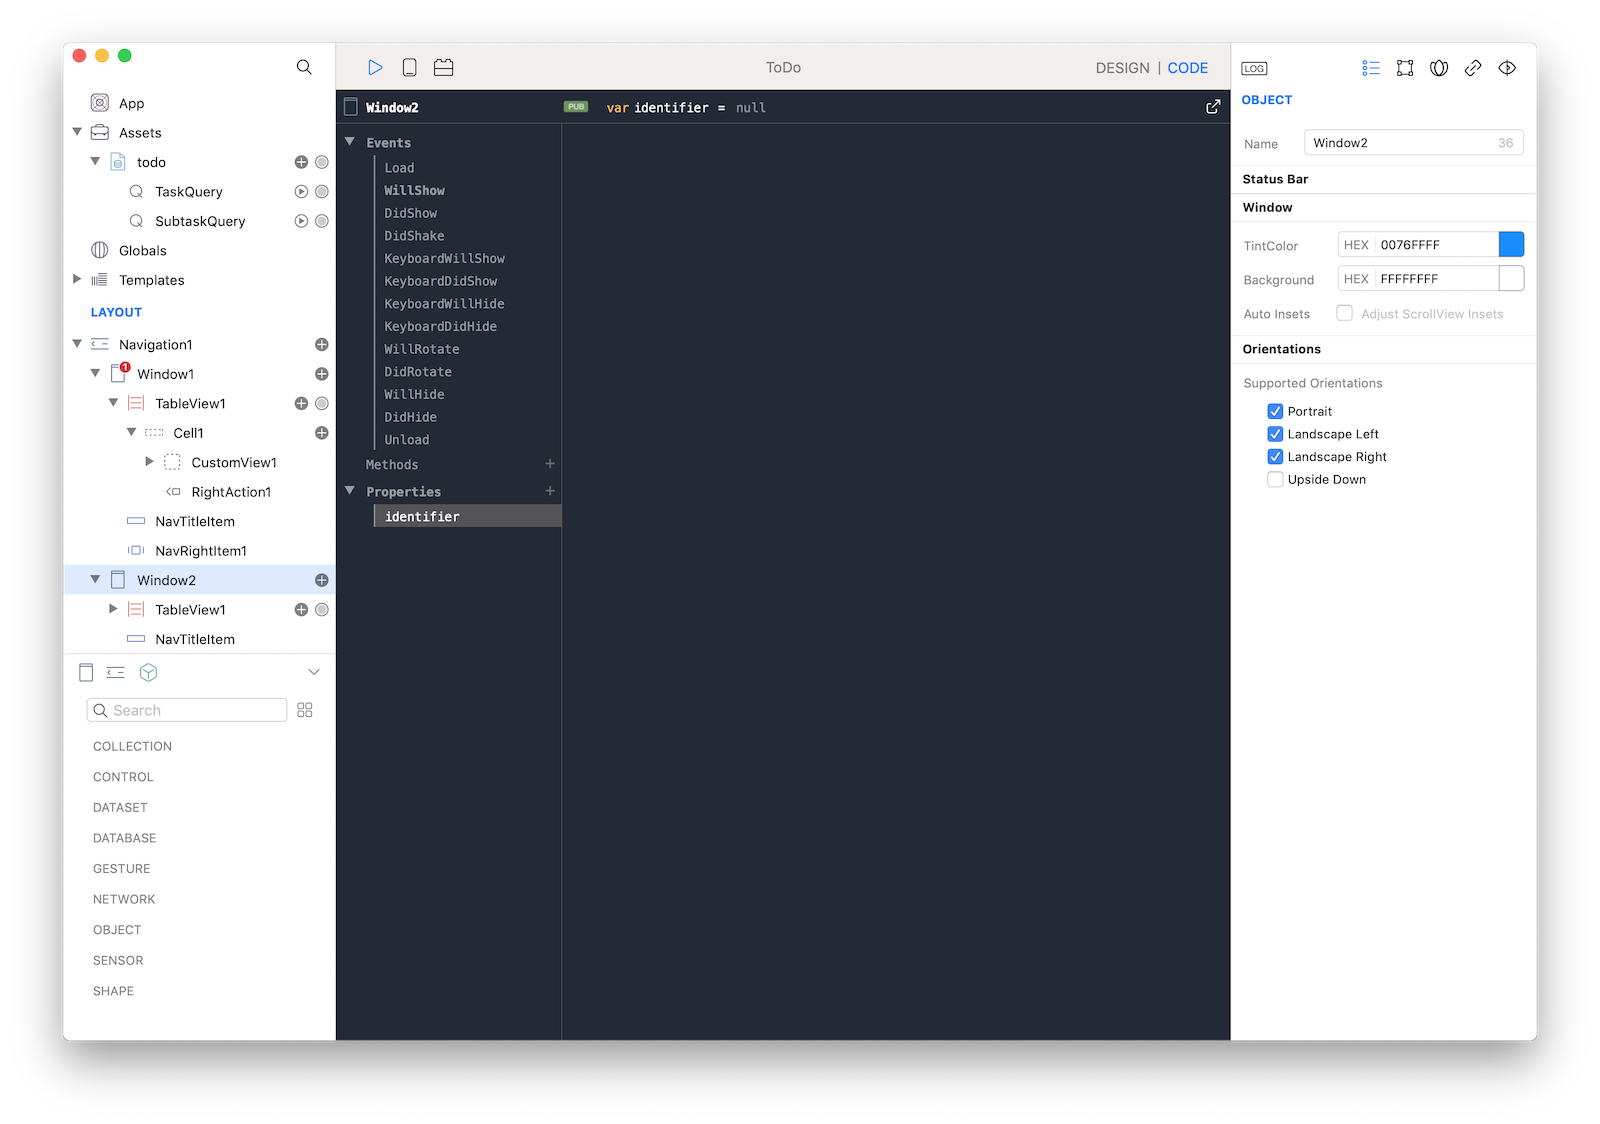 ToDo
DESIGN | CODE
LOG
App
Assets
todo
TaskQuery
SubtaskQuery
Globals
Templates
LAYOUT
Navigation1
Window1
1
TableView1
Cell1
CustomView1
RightAction1
NavTitleItem
NavRightItem1
Window2
TableView1
NavTitleItem
Search
COLLECTION
CONTROL
DATASET
DATABASE
GESTURE
NETWORK
OBJECT
SENSOR
SHAPE
Window2
PUB var identifier = null
Events
Load
WillShow
DidShow
DidShake
KeyboardWillShow
KeyboardDidShow
KeyboardWillHide
KeyboardDidHide
WillRotate
DidRotate
WillHide
DidHide
Unload
Methods +
Properties +
identifier
OBJECT
Name Window2 36
Status Bar
Window
TintColor HEX 0076FFFF
Background HEX FFFFFFFF
Auto Insets Adjust ScrollView Insets
Orientations
Supported Orientations
Portrait
Landscape Left
Landscape Right
Upside Down